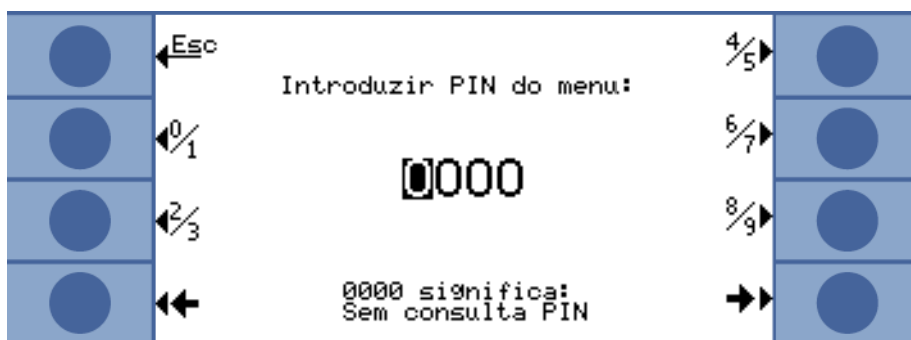 Esc
4/5
Introduzir PIN do menu:
0/1
6/7
0000
2/3
8/9
0000 significa:
Sem consulta PIN